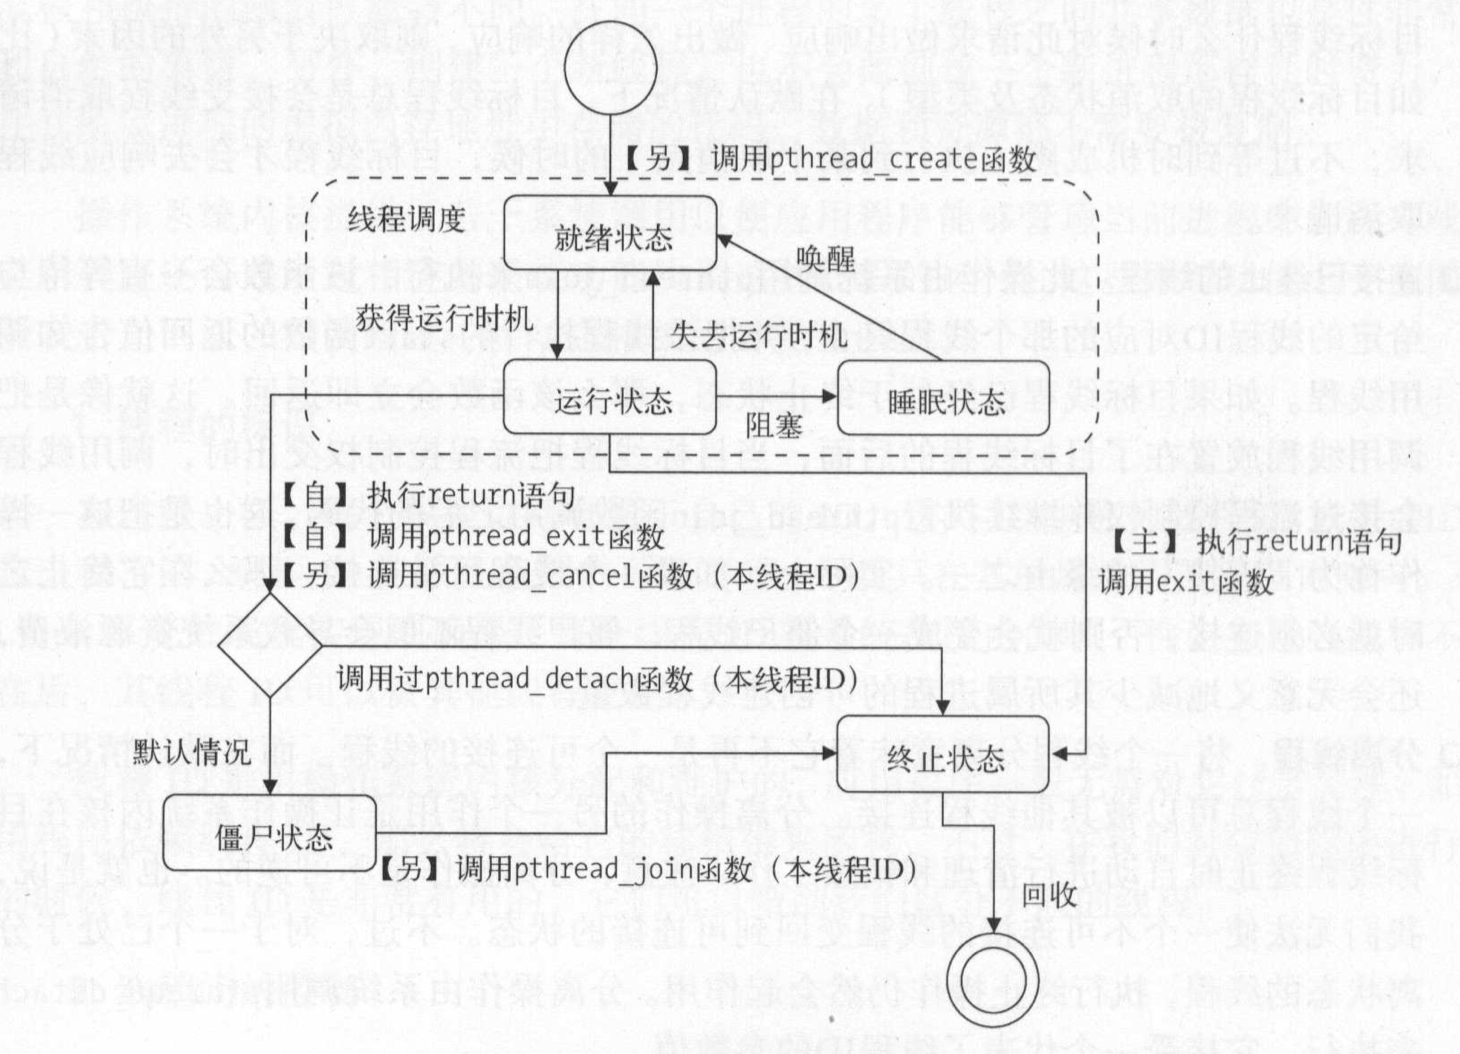 【另】调用pthread_create函数
线程调度
就绪状态
唤醒
获得运行时机
失去运行时机
运行状态
阻塞
睡眠状态
【自】执行return语句
【自】调用pthread_exit函数
【另】调用pthread_cancel函数（本线程ID）
【主】执行return语句
调用exit函数
调用过pthread_detach函数（本线程ID）
默认情况
终止状态
僵尸状态
【另】调用pthread_join函数（本线程ID）
回收